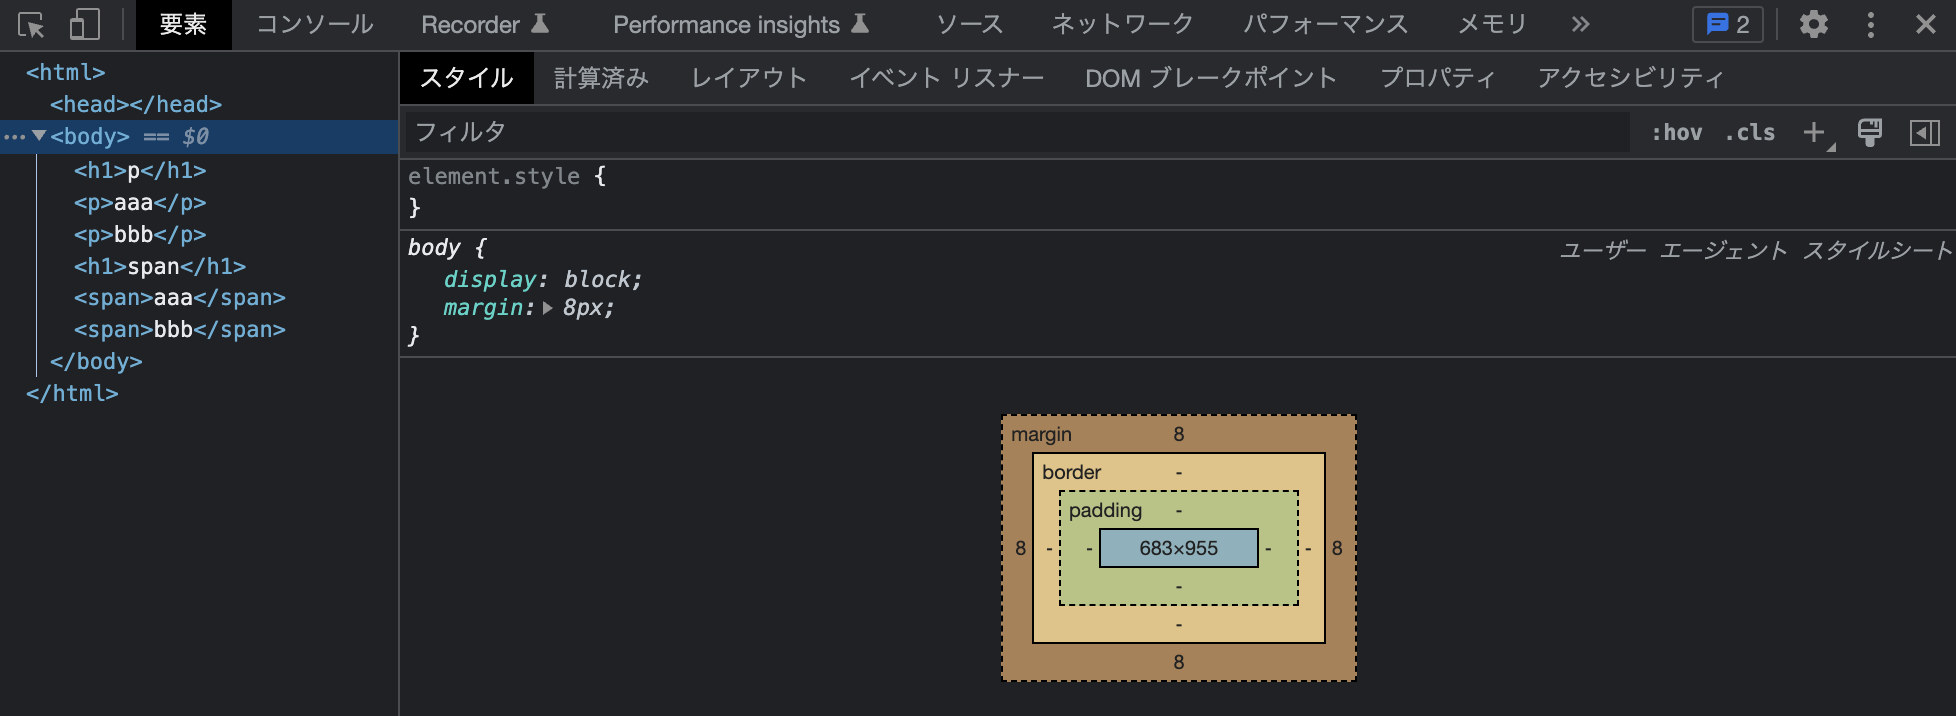 要素 コンソール Recorder Performance insights ソース ネットワーク パフォーマンス メモリ » 2
<html>
<head></head>
<body> == $0
<h1>p</h1>
<p>aaa</p>
<p>bbb</p>
<h1>span</h1>
<span>aaa</span>
<span>bbb</span>
</body>
</html>
スタイル 計算済み レイアウト イベント リスナー DOM ブレークポイント プロパティ アクセシビリティ
フィルタ :hov .cls
element.style {
}
body { ユーザー エージェント スタイルシート
display: block;
margin: 8px;
}
margin 8
border -
padding -
8 - - 683×955 - - 8
-
-
8